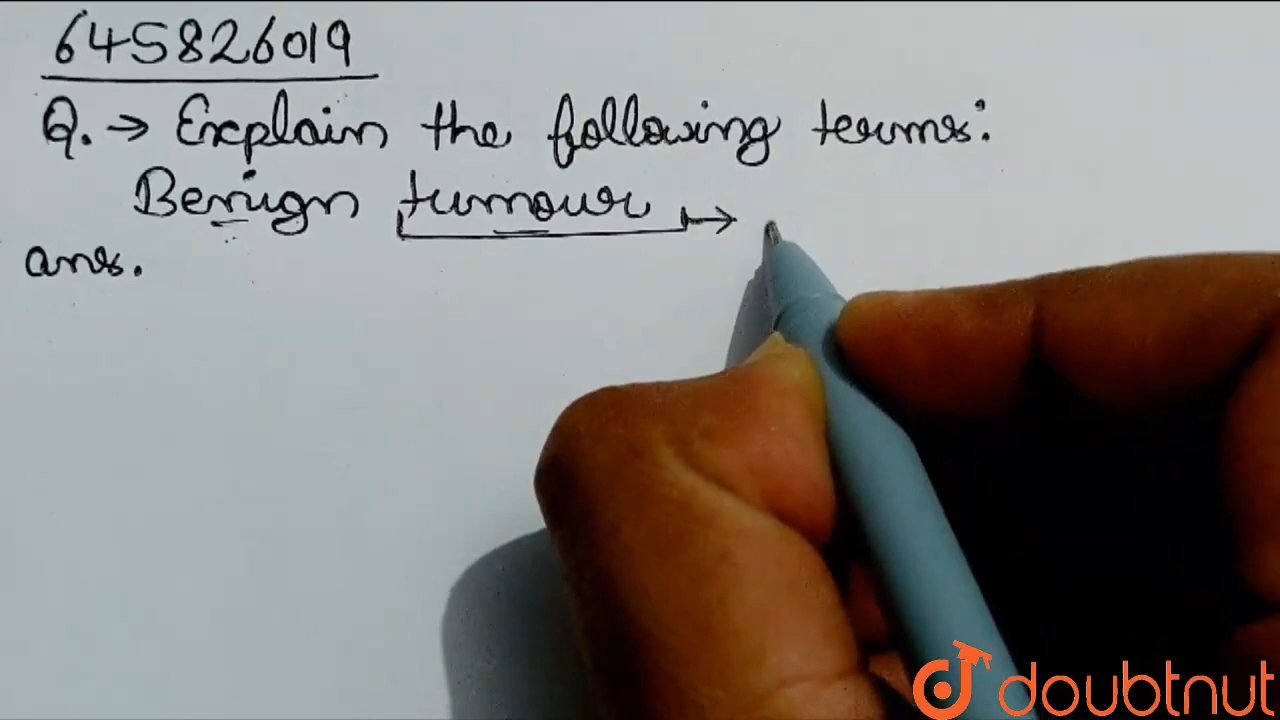 645826019
Q. → Explain the following terms:
Benign tumour →
ans.
doubtnut